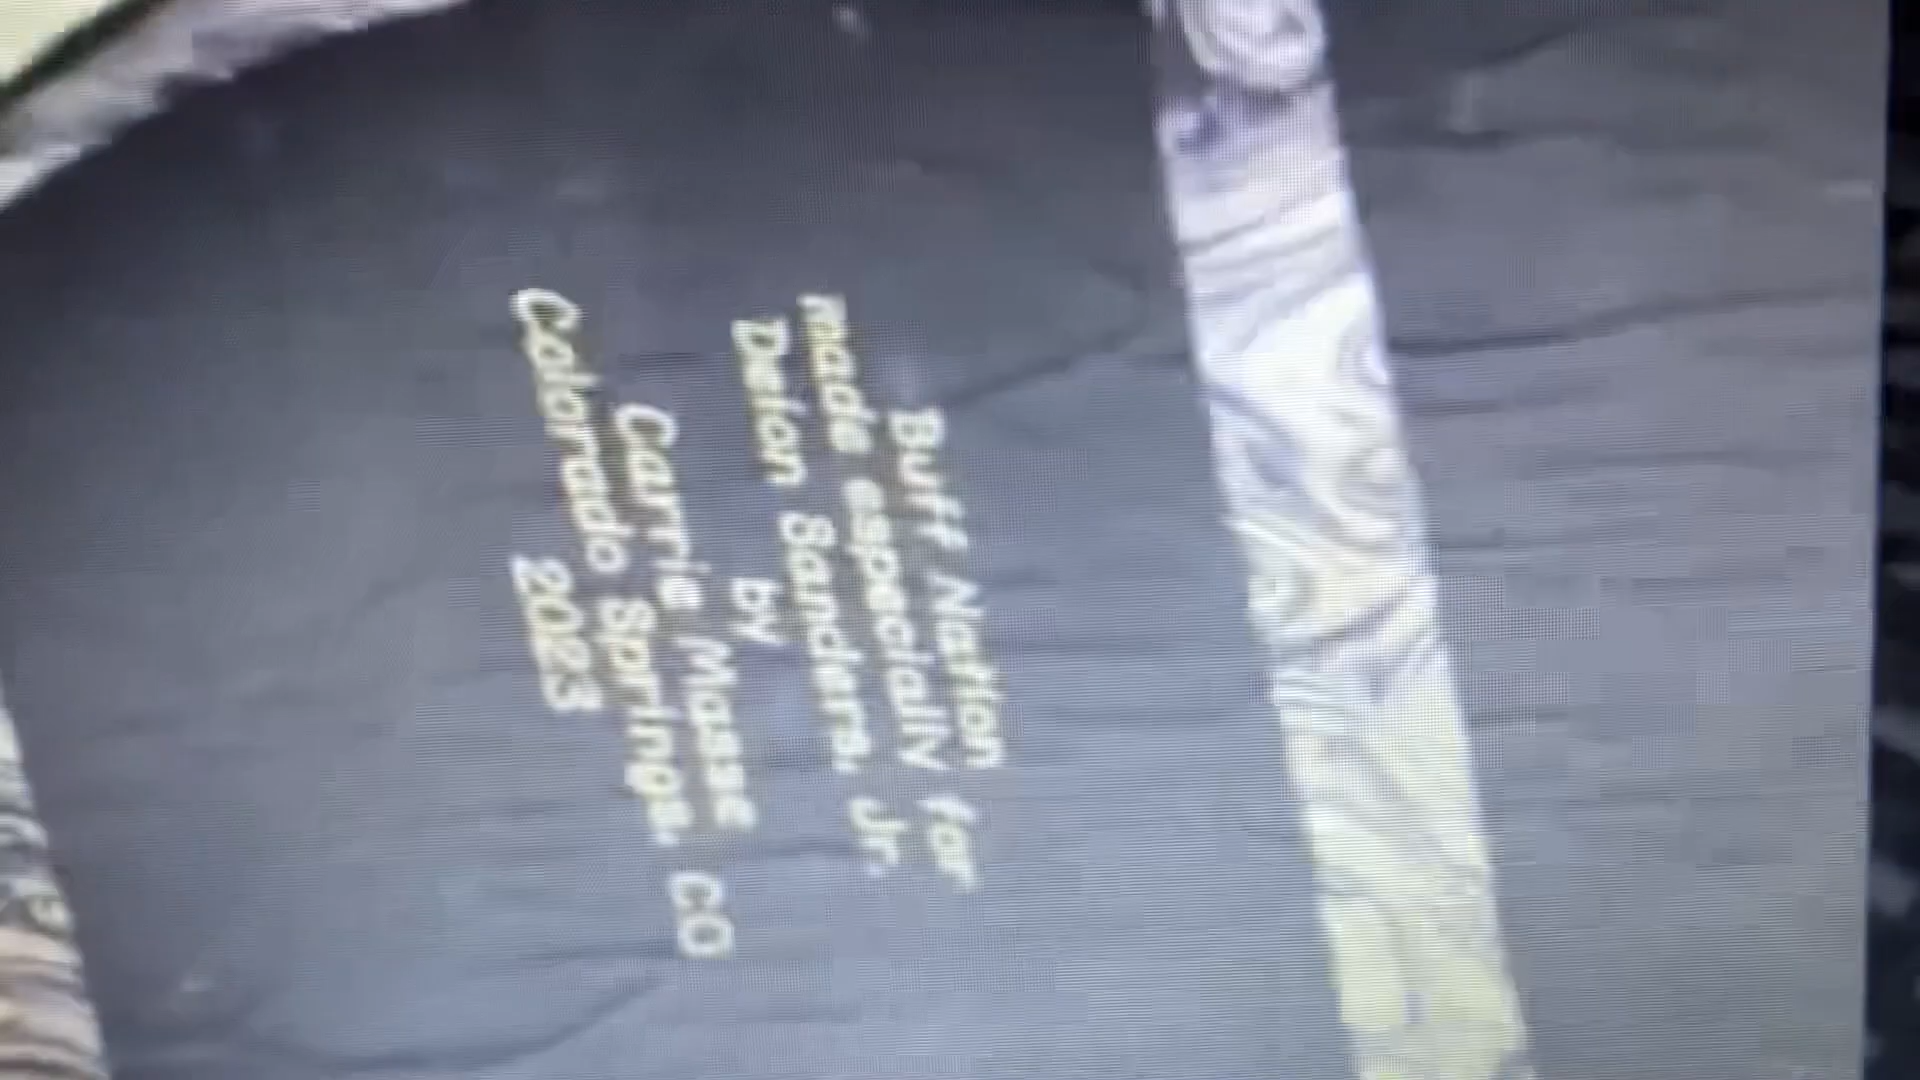 Buff Nation for
made especially
Deion Sanders, Jr.
by
Carrie Masse
Colorado Springs, CO
2023